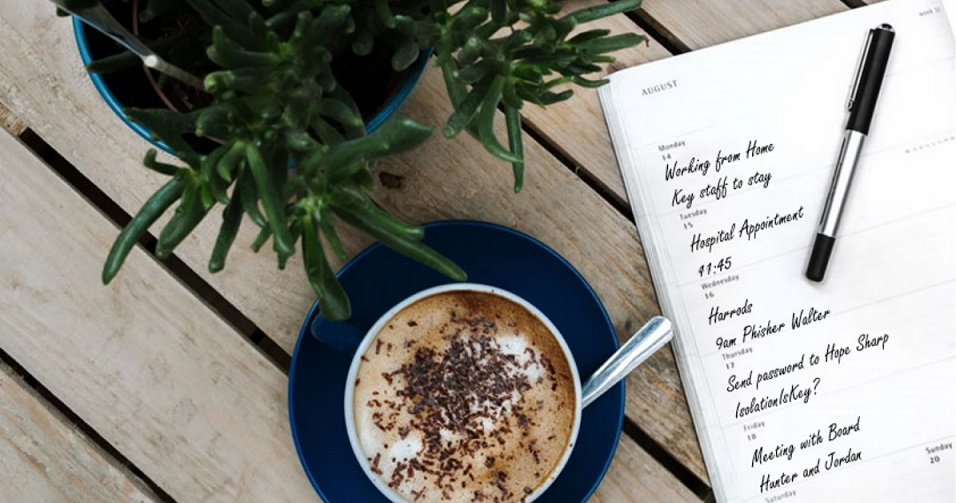 week 3
AUGUST
Monday
14
Working from Home
Key staff to stay
Tuesday
15
Hospital Appointment
11:45
Wednesday
16
Harrods
9am Phisher Walter
Thursday
17
Send password to Hope Sharp
IsolationIsKey?
Friday
18
Meeting with Board
Hunter and Jordan
Saturday
Sunday
20